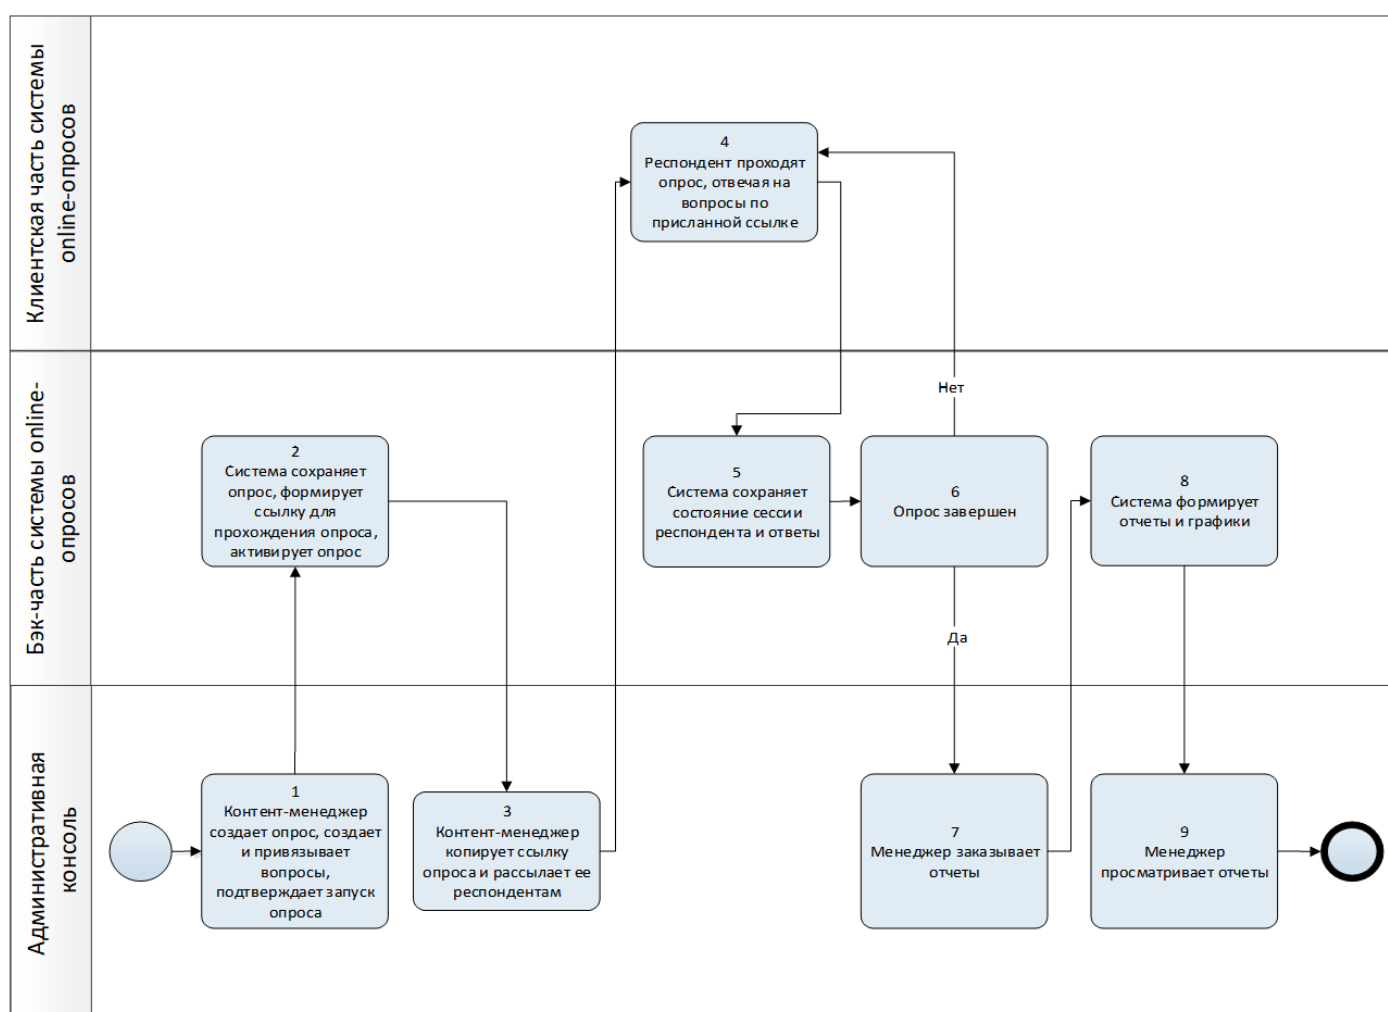 Клиентская часть системы
online-опросов
4
Респондент проходят
опрос, отвечая на
вопросы по
присланной ссылке
Бэк-часть системы online-
опросов
2
Система сохраняет
опрос, формирует
ссылку для
прохождения опроса,
активирует опрос
5
Система сохраняет
состояние сессии
респондента и ответы
Нет
6
Опрос завершен
Да
8
Система формирует
отчеты и графики
Административная
консоль
1
Контент-менеджер
создает опрос, создает
и привязывает
вопросы,
подтверждает запуск
опроса
3
Контент-менеджер
копирует ссылку
опроса и рассылает ее
респондентам
7
Менеджер заказывает
отчеты
9
Менеджер
просматривает отчеты